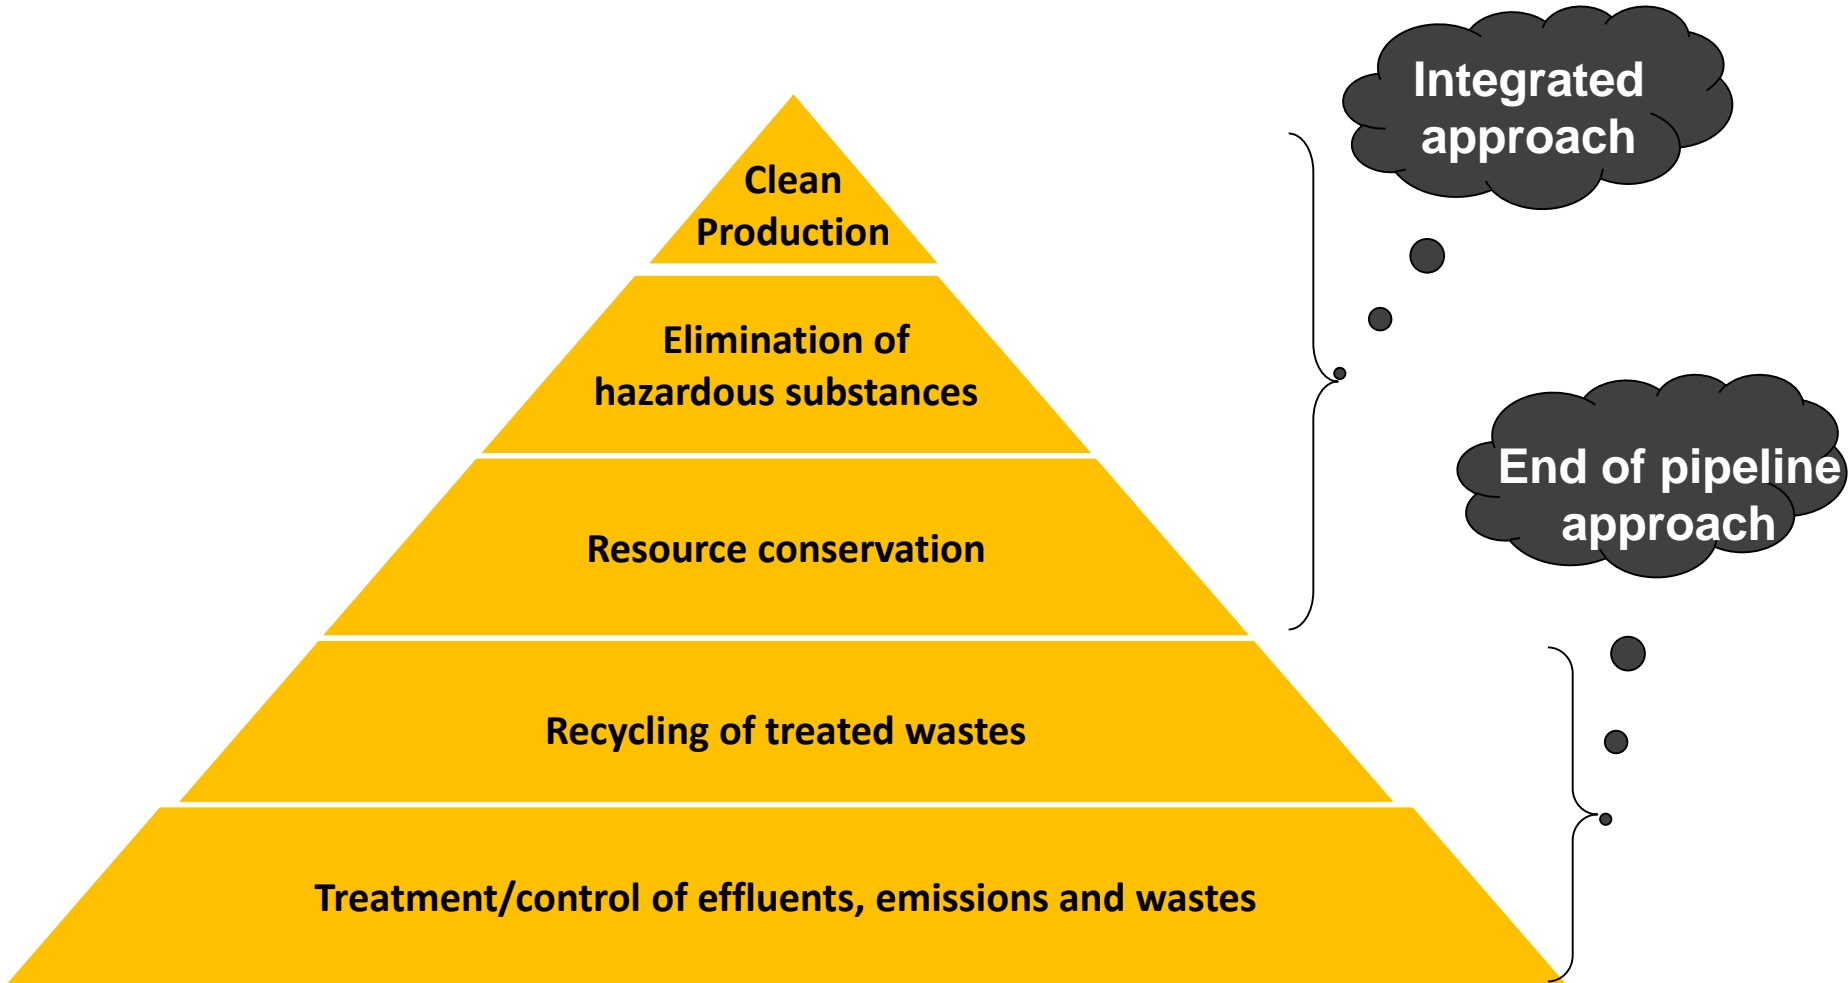 Integrated
approach
Clean
Production
Elimination of
hazardous substances
End of pipeline
approach
Resource conservation
Recycling of treated wastes
Treatment/control of effluents, emissions and wastes